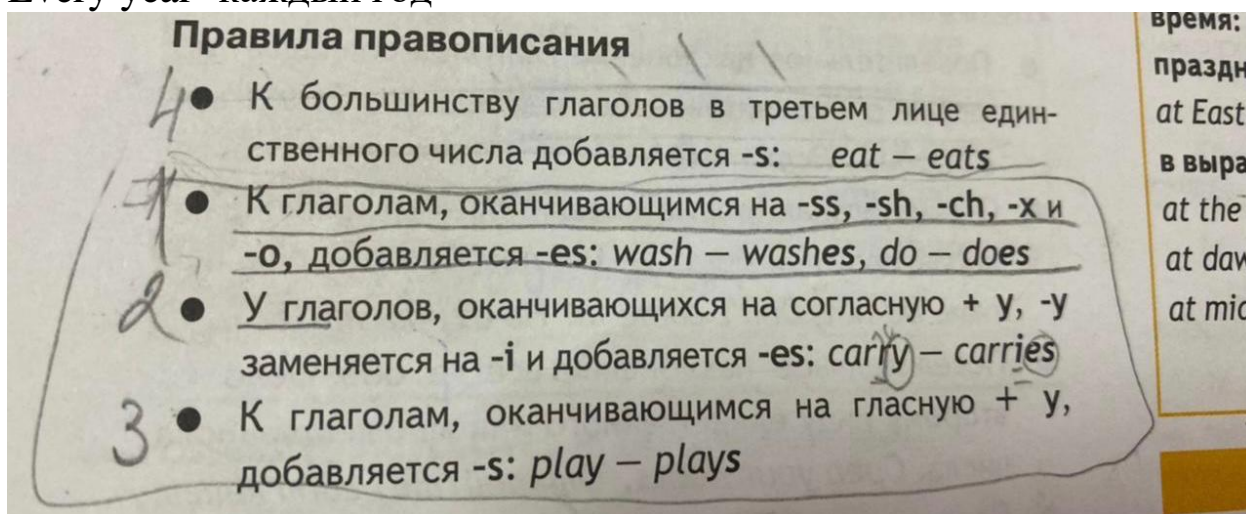 Every year- каждый год
Правила правописания
4 ● К большинству глаголов в третьем лице един-
ственного числа добавляется -s: eat – eats
1 ● К глаголам, оканчивающимся на -ss, -sh, -ch, -x и
-o, добавляется -es: wash – washes, do – does
2 ● У глаголов, оканчивающихся на согласную + y, -y
заменяется на -i и добавляется -es: carry – carries
3 ● К глаголам, оканчивающимся на гласную + y,
добавляется -s: play – plays
время:
праздн
at East
в выра
at the
at daw
at mid